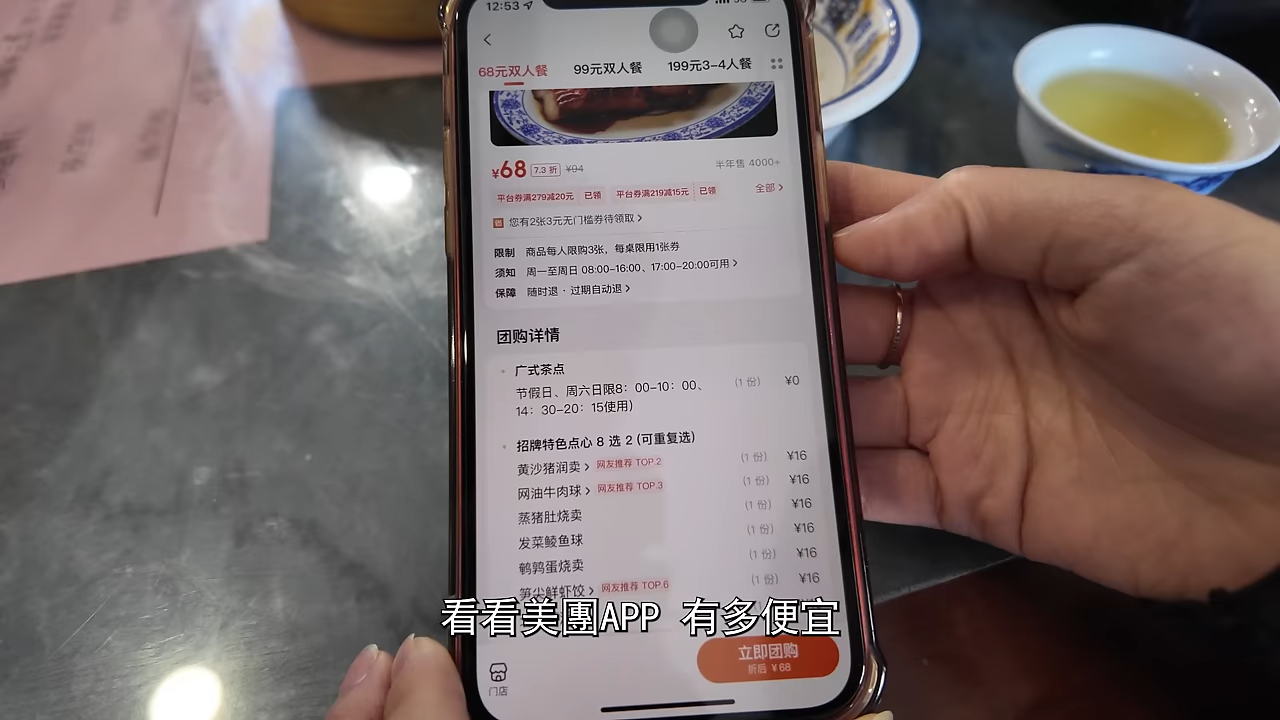 12:53
68元双人餐 99元双人餐 199元3-4人餐
¥68 7.3 折 ¥94 半年售 4000+
平台券满279减20元 已领 平台券满219减15元 已领 全部 >
您有2张3元无门槛券待领取 >
限制 商品每人限购3张，每桌限用1张券
须知 周一至周日 08:00-16:00、17:00-20:00可用 >
保障 随时退 · 过期自动退 >
团购详情
广式茶点
节假日、周六日限8：00-10：00、 (1 份) ¥0
14：30-20：15使用)
招牌特色点心 8 选 2 (可重复选)
黄沙猪润卖 > 网友推荐 TOP.2 (1 份) ¥16
网油牛肉球 > 网友推荐 TOP.3 (1 份) ¥16
蒸猪肚烧卖 (1 份) ¥16
发菜鲮鱼球 (1 份) ¥16
鹌鹑蛋烧卖 (1 份) ¥16
笋尖鲜虾饺 > 网友推荐 TOP.6 (1 份) ¥16
看看美團APP 有多便宜
立即团购
折后 ¥68
门店